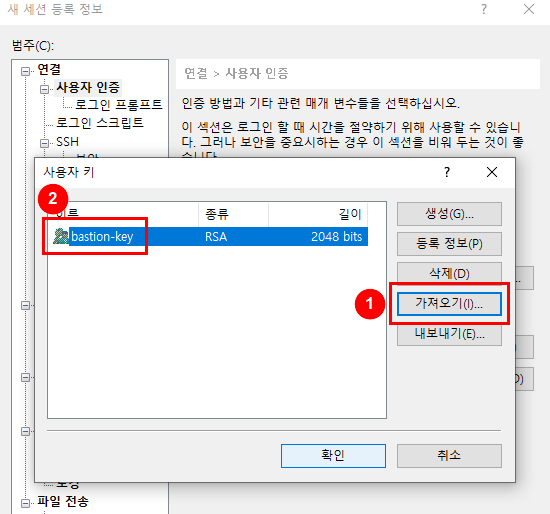 새 세션 등록 정보
?
범주(C):
연결
사용자 인증
로그인 프롬프트
로그인 스크립트
SSH
연결 > 사용자 인증
인증 방법과 기타 관련 매개 변수들을 선택하십시오.
이 섹션은 로그인 할 때 시간을 절약하기 위해 사용할 수 있습니
다. 그러나 보안을 중요시하는 경우 이 섹션을 비워 두는 것이 좋
사용자 키
?
2
종류
길이
bastion-key
RSA
2048 bits
생성(G)...
등록 정보(P)
삭제(D)
1
가져오기(I)...
내보내기(E)...
확인
취소
파일 전송